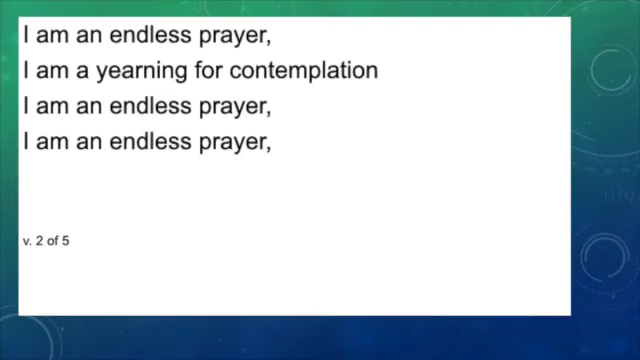 I am an endless prayer,
I am a yearning for contemplation
I am an endless prayer,
I am an endless prayer,
v. 2 of 5